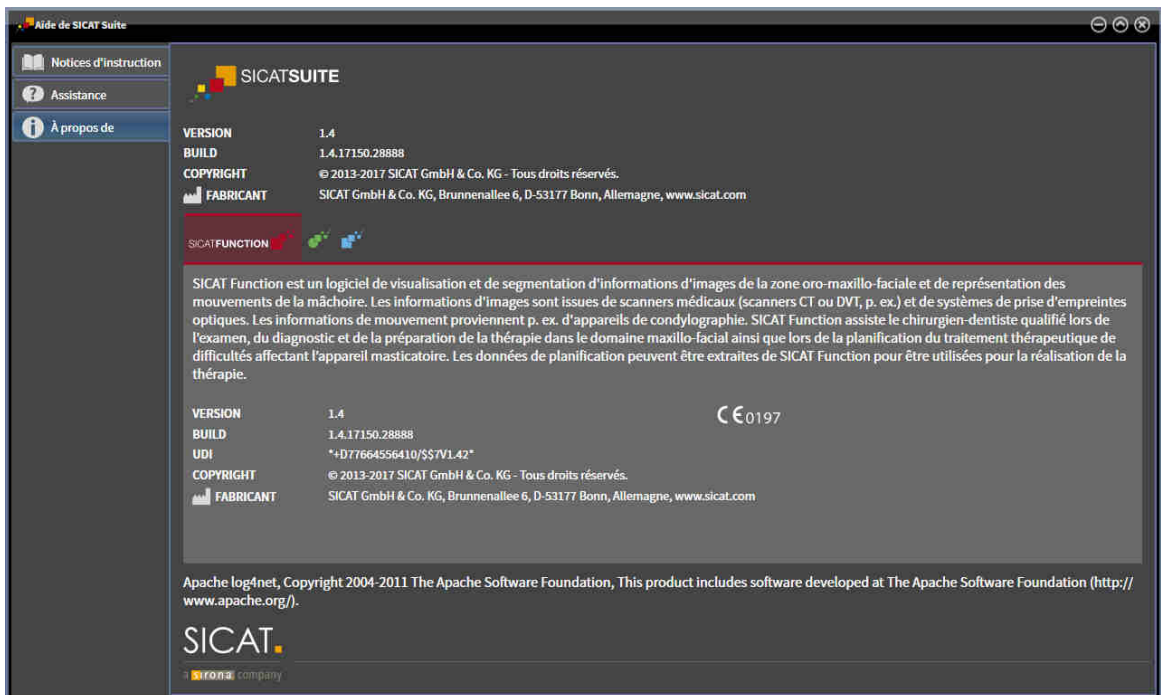 Aide de SICAT Suite
Notices d'instruction
Assistance
À propos de
SICATSUITE
VERSION 1.4
BUILD 1.4.17150.28888
COPYRIGHT © 2013-2017 SICAT GmbH & Co. KG - Tous droits réservés.
FABRICANT SICAT GmbH & Co. KG, Brunnenallee 6, D-53177 Bonn, Allemagne, www.sicat.com
SICATFUNCTION
SICAT Function est un logiciel de visualisation et de segmentation d'informations d'images de la zone oro-maxillo-faciale et de représentation des
mouvements de la mâchoire. Les informations d'images sont issues de scanners médicaux (scanners CT ou DVT, p. ex.) et de systèmes de prise d'empreintes
optiques. Les informations de mouvement proviennent p. ex. d'appareils de condylographie. SICAT Function assiste le chirurgien-dentiste qualifié lors de
l'examen, du diagnostic et de la préparation de la thérapie dans le domaine maxillo-facial ainsi que lors de la planification du traitement thérapeutique de
difficultés affectant l'appareil masticatoire. Les données de planification peuvent être extraites de SICAT Function pour être utilisées pour la réalisation de la
thérapie.
VERSION 1.4 CE0197
BUILD 1.4.17150.28888
UDI *+D77664556410/$$7V1.42*
COPYRIGHT © 2013-2017 SICAT GmbH & Co. KG - Tous droits réservés.
FABRICANT SICAT GmbH & Co. KG, Brunnenallee 6, D-53177 Bonn, Allemagne, www.sicat.com
Apache log4net, Copyright 2004-2011 The Apache Software Foundation, This product includes software developed at The Apache Software Foundation (http://
www.apache.org/).
SICAT.
a sirona company